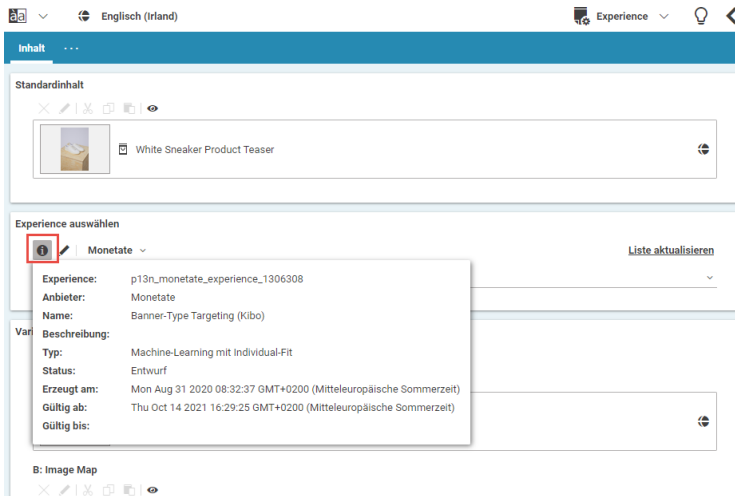 àa Englisch (Irland) Experience
Inhalt ...
Standardinhalt
White Sneaker Product Teaser
Experience auswählen
Monetate Liste aktualisieren
Experience: p13n_monetate_experience_1306308
Anbieter: Monetate
Name: Banner-Type Targeting (Kibo)
Vari
Beschreibung:
Typ: Machine-Learning mit Individual-Fit
Status: Entwurf
Erzeugt am: Mon Aug 31 2020 08:32:37 GMT+0200 (Mitteleuropäische Sommerzeit)
Gültig ab: Thu Oct 14 2021 16:29:25 GMT+0200 (Mitteleuropäische Sommerzeit)
Gültig bis:
B: Image Map